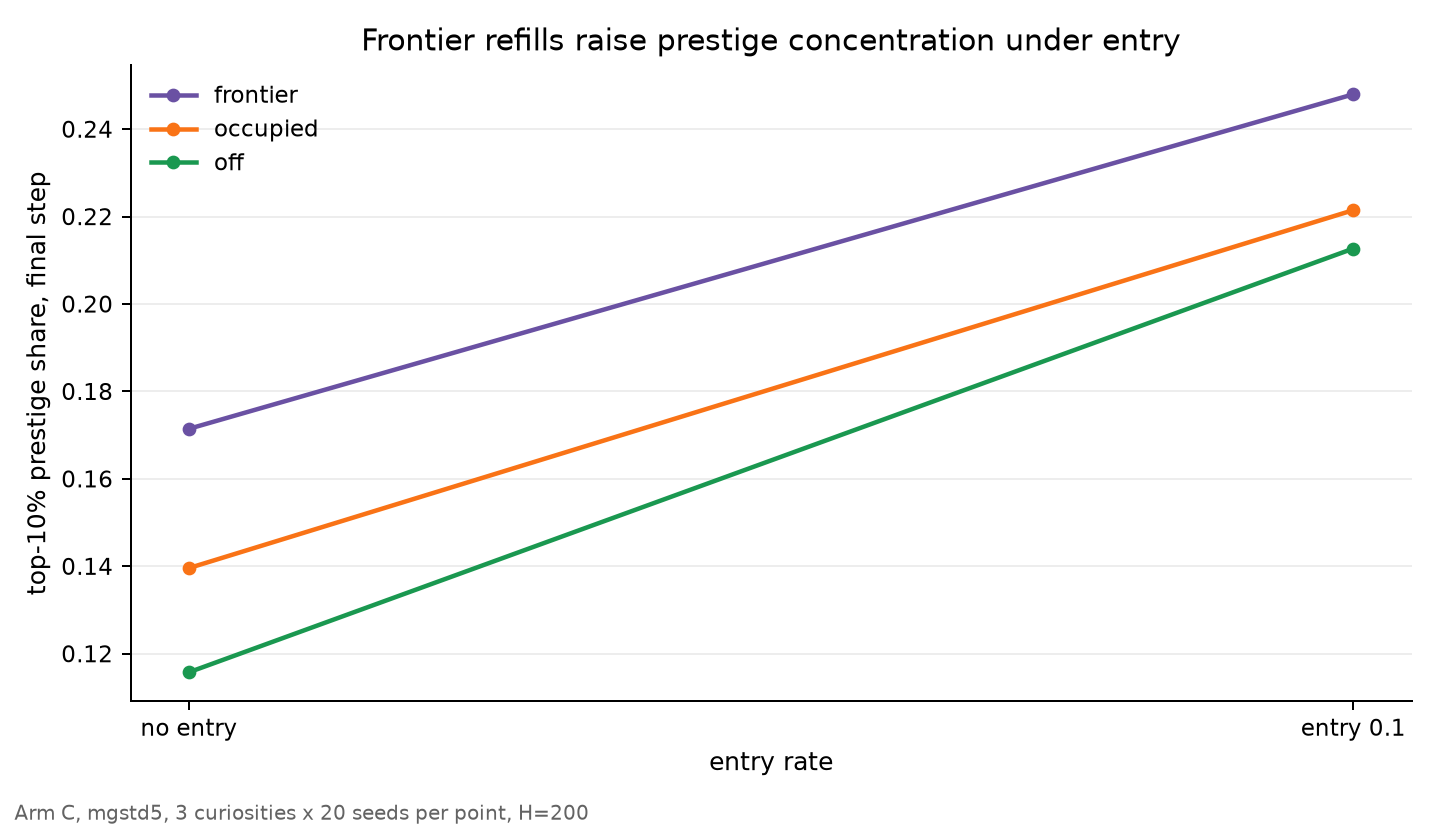 Frontier refills raise prestige concentration under entry
frontier
occupied
off
top-10% prestige share, final step
0.24
0.22
0.20
0.18
0.16
0.14
0.12
no entry
entry 0.1
entry rate
Arm C, mgstd5, 3 curiosities x 20 seeds per point, H=200